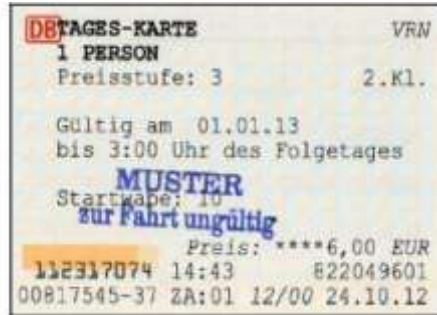 DB TAGES-KARTE VRN
1 PERSON
Preisstufe: 3 2.Kl.
Gültig am 01.01.13
bis 3:00 Uhr des Folgetages
MUSTER
Startwabe: 10
zur Fahrt ungültig
Preis: ****6,00 EUR
112317074 14:43 822049601
00817545-37 ZA:01 12/00 24.10.12